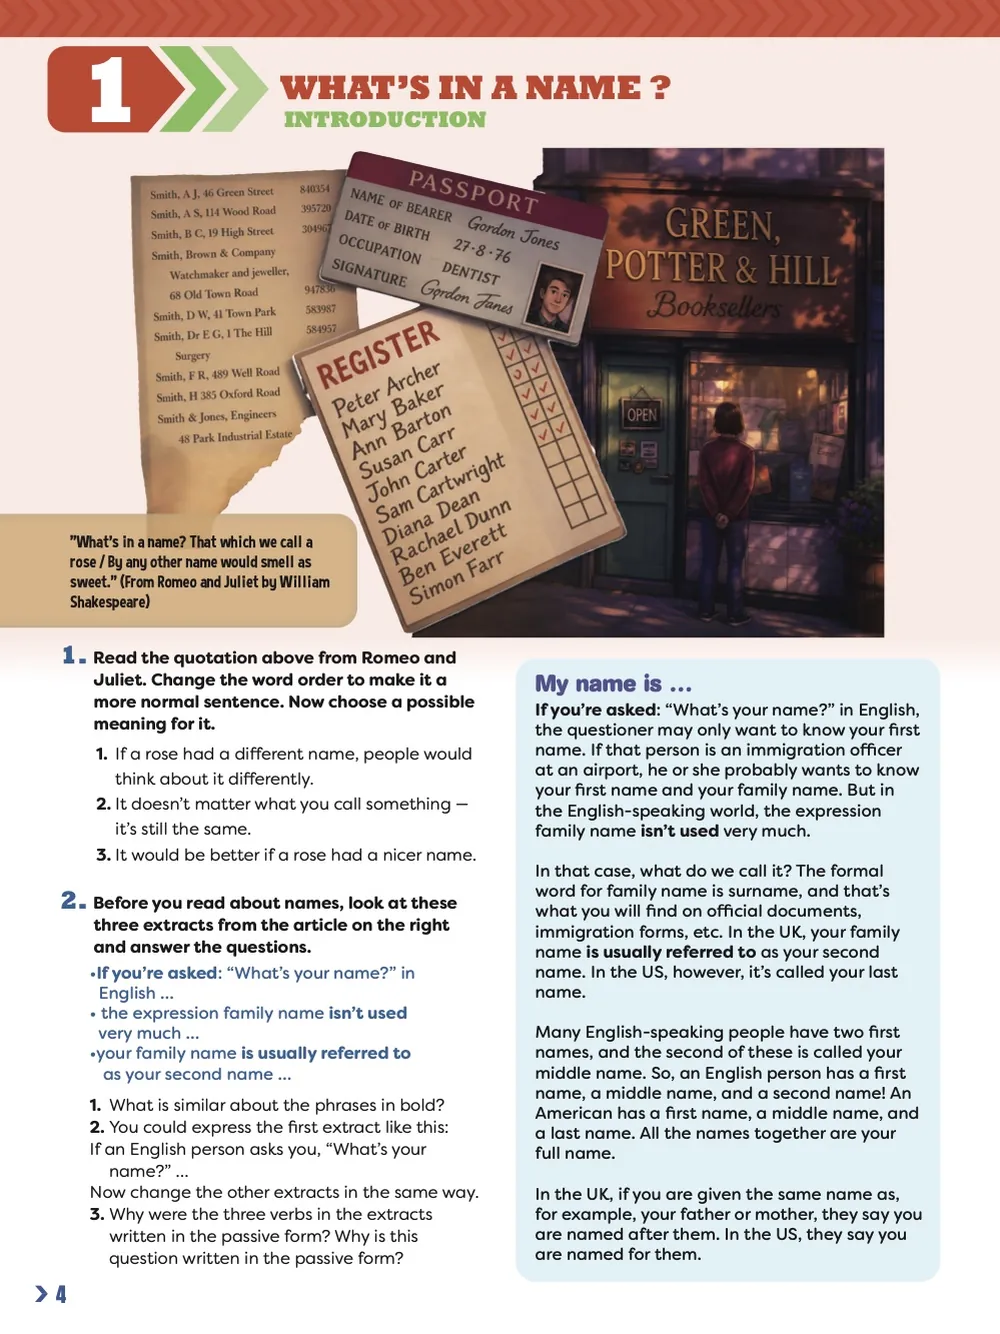 1
WHAT'S IN A NAME ?
INTRODUCTION
Smith, A J, 46 Green Street 840354
Smith, A S, 114 Wood Road 395720
Smith, B C, 19 High Street 304967
Smith, Brown & Company
Watchmaker and jeweller,
68 Old Town Road 947836
Smith, D W, 41 Town Park 583987
Smith, Dr E G, 1 The Hill 584957
Surgery
Smith, F R, 489 Well Road
Smith, H 385 Oxford Road
Smith & Jones, Engineers
48 Park Industrial Estate
PASSPORT
NAME OF BEARER Gordon Jones
DATE OF BIRTH 27·8·76
OCCUPATION DENTIST
SIGNATURE Gordon Jones
REGISTER
Peter Archer
Mary Baker
Ann Barton
Susan Carr
John Carter
Sam Cartwright
Diana Dean
Rachael Dunn
Ben Everett
Simon Farr
GREEN,
POTTER & HILL
Booksellers
OPEN
"What's in a name? That which we call a
rose / By any other name would smell as
sweet." (From Romeo and Juliet by William
Shakespeare)
1. Read the quotation above from Romeo and
Juliet. Change the word order to make it a
more normal sentence. Now choose a possible
meaning for it.
1. If a rose had a different name, people would
think about it differently.
2. It doesn't matter what you call something —
it's still the same.
3. It would be better if a rose had a nicer name.
2. Before you read about names, look at these
three extracts from the article on the right
and answer the questions.
•If you're asked: "What's your name?" in
English ...
• the expression family name isn't used
very much ...
•your family name is usually referred to
as your second name ...
1. What is similar about the phrases in bold?
2. You could express the first extract like this:
If an English person asks you, "What's your
name?" ...
Now change the other extracts in the same way.
3. Why were the three verbs in the extracts
written in the passive form? Why is this
question written in the passive form?
My name is ...
If you're asked: "What's your name?" in English,
the questioner may only want to know your first
name. If that person is an immigration officer
at an airport, he or she probably wants to know
your first name and your family name. But in
the English-speaking world, the expression
family name isn't used very much.
In that case, what do we call it? The formal
word for family name is surname, and that's
what you will find on official documents,
immigration forms, etc. In the UK, your family
name is usually referred to as your second
name. In the US, however, it's called your last
name.
Many English-speaking people have two first
names, and the second of these is called your
middle name. So, an English person has a first
name, a middle name, and a second name! An
American has a first name, a middle name, and
a last name. All the names together are your
full name.
In the UK, if you are given the same name as,
for example, your father or mother, they say you
are named after them. In the US, they say you
are named for them.
4